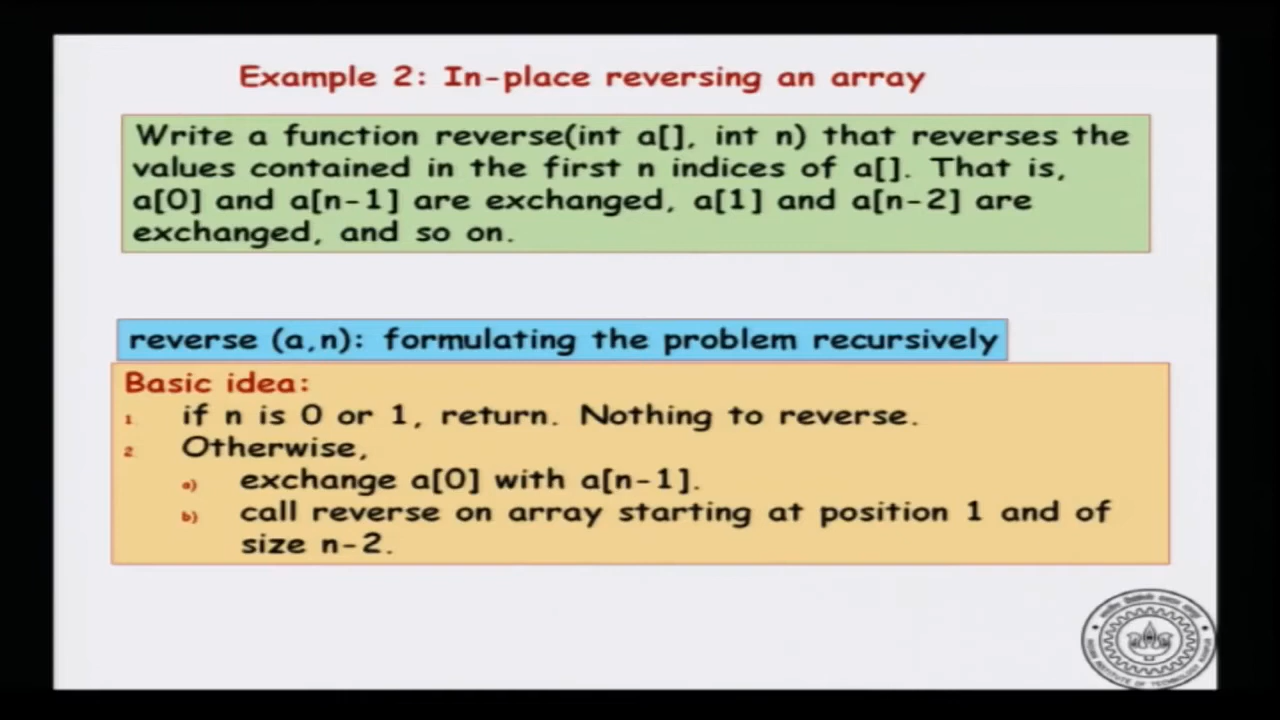 Example 2: In-place reversing an array
Write a function reverse(int a[], int n) that reverses the
values contained in the first n indices of a[]. That is,
a[0] and a[n-1] are exchanged, a[1] and a[n-2] are
exchanged, and so on.
reverse (a,n): formulating the problem recursively
Basic idea:
1. if n is 0 or 1, return. Nothing to reverse.
2. Otherwise,
a) exchange a[0] with a[n-1].
b) call reverse on array starting at position 1 and of
size n-2.